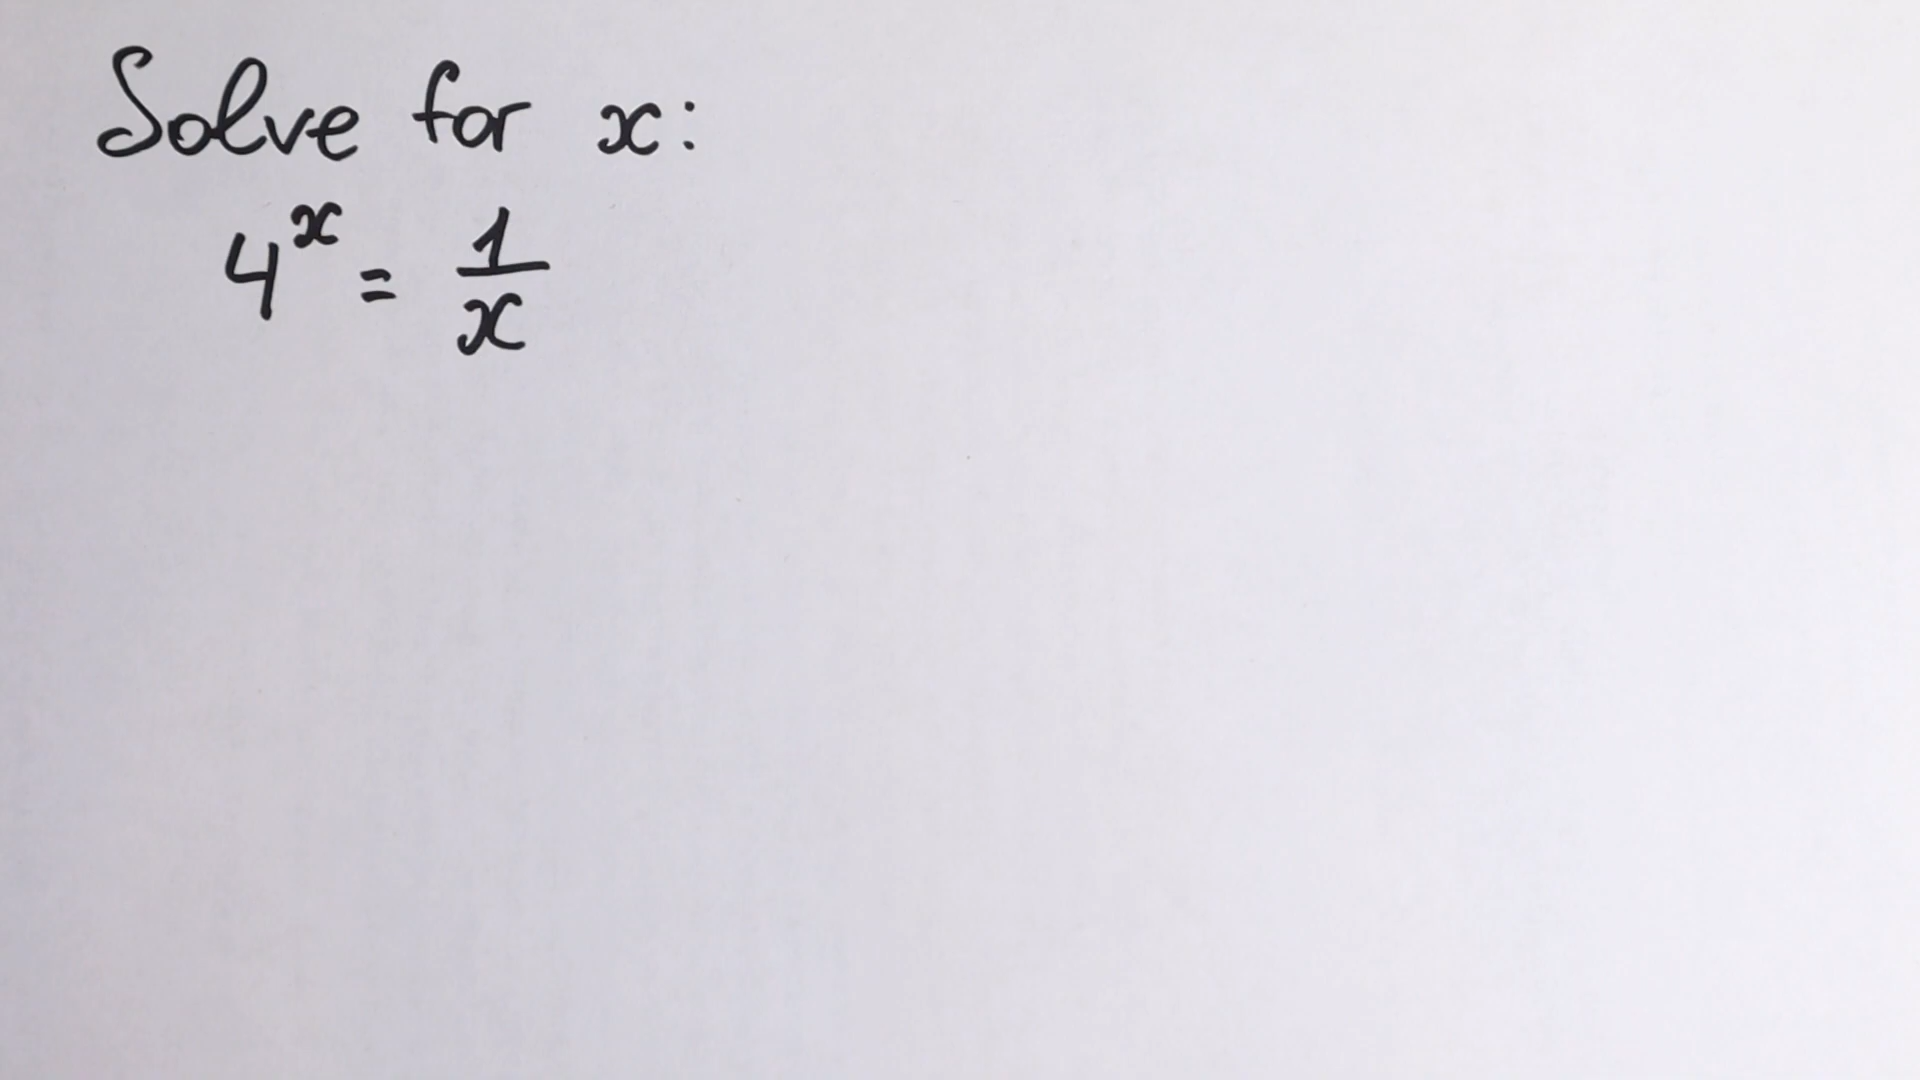 Solve for x:
4^x = 1/x